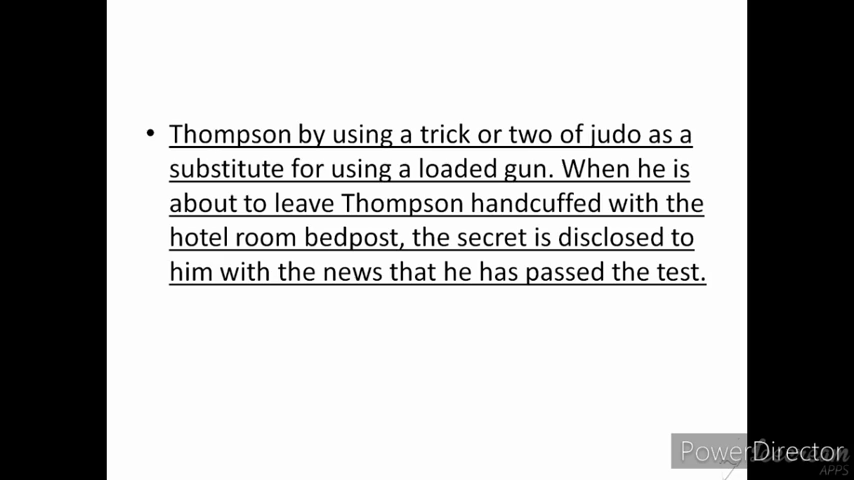 • Thompson by using a trick or two of judo as a
substitute for using a loaded gun. When he is
about to leave Thompson handcuffed with the
hotel room bedpost, the secret is disclosed to
him with the news that he has passed the test.
PowerDirector
APPS